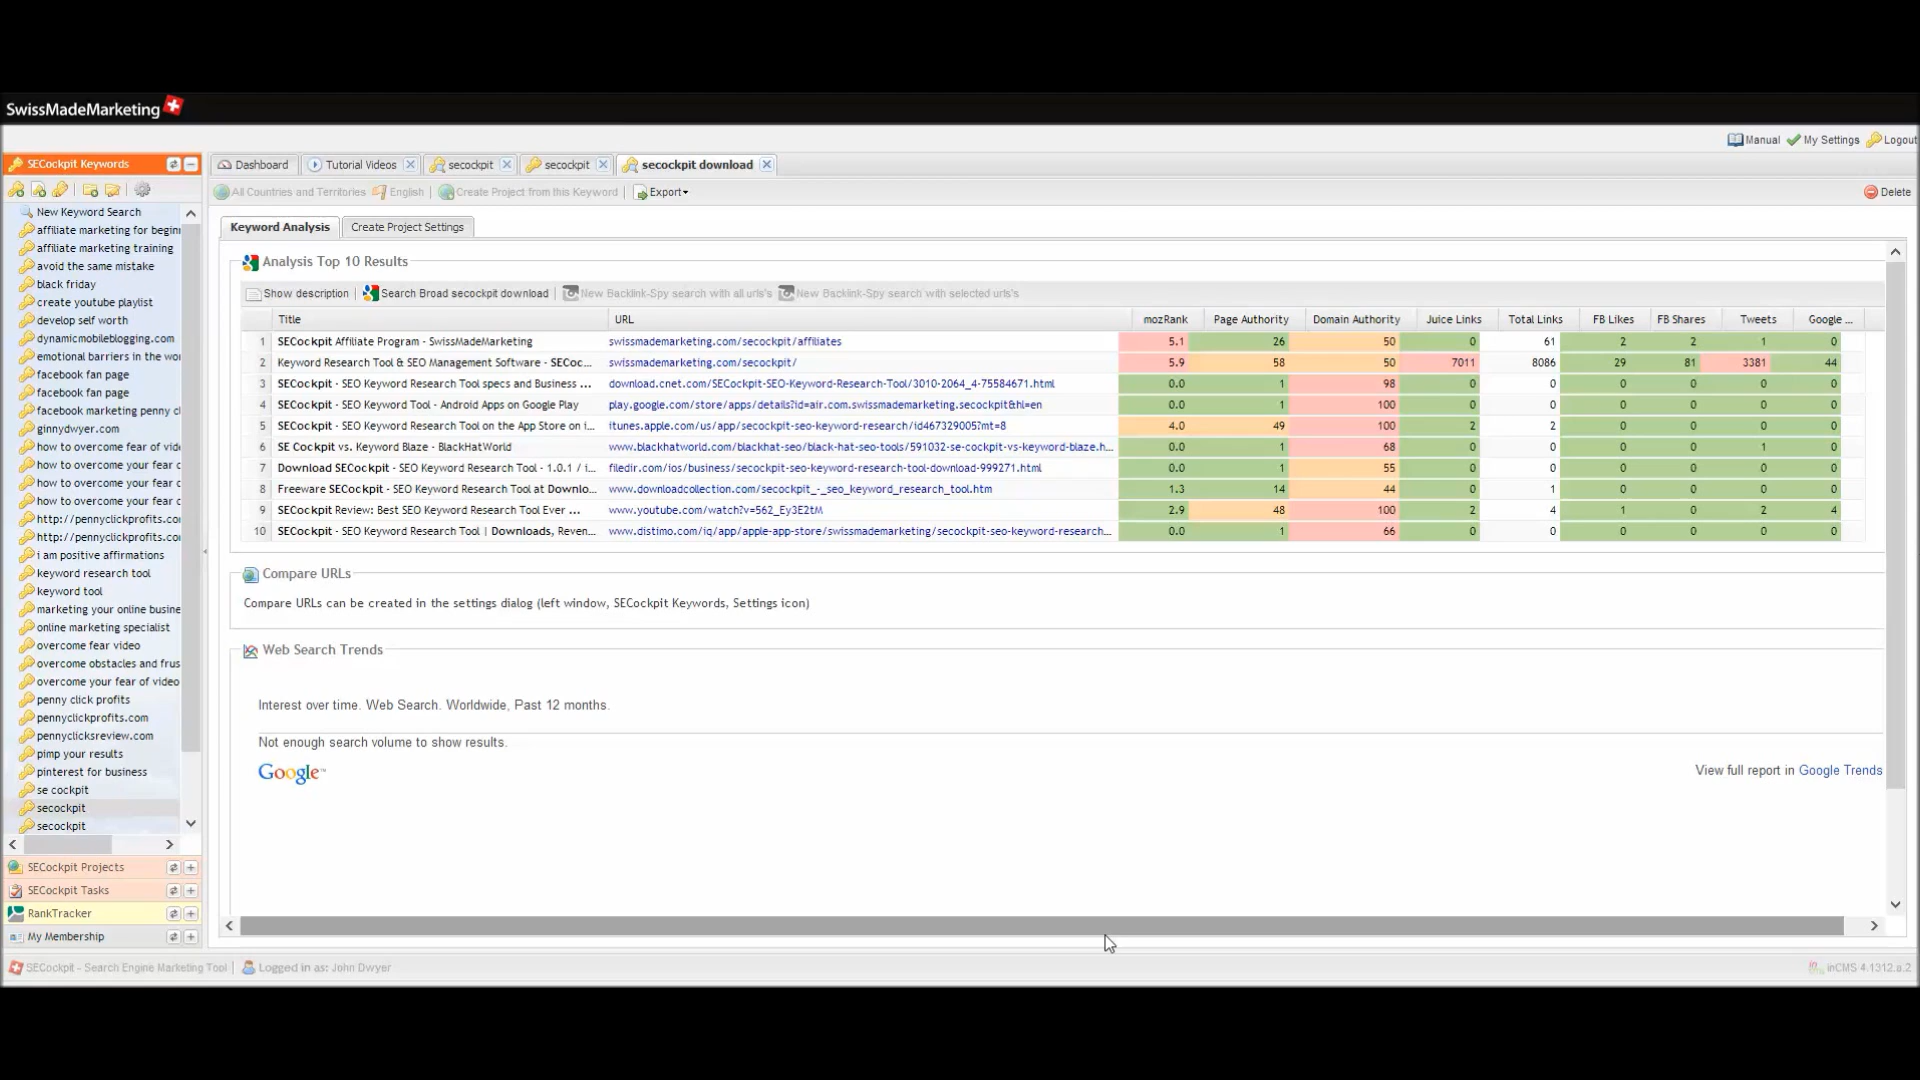 SwissMadeMarketing
Manual My Settings Logout
SECockpit Keywords
Dashboard Tutorial Videos secockpit secockpit secockpit download
All Countries and Territories English Create Project from this Keyword Export Delete
New Keyword Search
affiliate marketing for beginn
affiliate marketing training
avoid the same mistake
black friday
create youtube playlist
develop self worth
dynamicmobileblogging.com
emotional barriers in the wo
facebook fan page
facebook fan page
facebook marketing penny cl
ginnydwyer.com
how to overcome fear of vide
how to overcome your fear o
how to overcome your fear o
how to overcome your fear o
http://pennyclickprofits.co
http://pennyclickprofits.co
i am positive affirmations
keyword research tool
keyword tool
marketing your online busine
online marketing specialist
overcome fear video
overcome obstacles and frus
overcome your fear of video
penny click profits
pennyclickprofits.com
pennyclicksreview.com
pimp your results
pinterest for business
se cockpit
secockpit
secockpit
SECockpit Projects
SECockpit Tasks
RankTracker
My Membership
Keyword Analysis Create Project Settings
Analysis Top 10 Results
Show description Search Broad secockpit download New Backlink-Spy search with all urls's New Backlink-Spy search with selected urls's
Title URL mozRank Page Authority Domain Authority Juice Links Total Links FB Likes FB Shares Tweets Google ...
1 SECockpit Affiliate Program - SwissMadeMarketing swissmademarketing.com/secockpit/affiliates 5.1 26 50 0 61 2 2 1 0
2 Keyword Research Tool & SEO Management Software - SECoc... swissmademarketing.com/secockpit/ 5.9 58 50 7011 8086 29 81 3381 44
3 SECockpit - SEO Keyword Research Tool specs and Business ... download.cnet.com/SECockpit-SEO-Keyword-Research-Tool/3010-2064_4-75584671.html 0.0 1 98 0 0 0 0 0 0
4 SECockpit - SEO Keyword Tool - Android Apps on Google Play play.google.com/store/apps/details?id=air.com.swissmademarketing.secockpit&hl=en 0.0 1 100 0 0 0 0 0 0
5 SECockpit - SEO Keyword Research Tool on the App Store on i... itunes.apple.com/us/app/secockpit-seo-keyword-research/id467329005?mt=8 4.0 49 100 2 2 0 0 0 0
6 SE Cockpit vs. Keyword Blaze - BlackHatWorld www.blackhatworld.com/blackhat-seo/black-hat-seo-tools/591032-se-cockpit-vs-keyword-blaze.h... 0.0 1 68 0 0 0 0 1 0
7 Download SECockpit - SEO Keyword Research Tool - 1.0.1 / i... filedir.com/ios/business/secockpit-seo-keyword-research-tool-download-999271.html 0.0 1 55 0 0 0 0 0 0
8 Freeware SECockpit - SEO Keyword Research Tool at Downlo... www.downloadcollection.com/secockpit_-_seo_keyword_research_tool.htm 1.3 14 44 0 1 0 0 0 0
9 SECockpit Review: Best SEO Keyword Research Tool Ever ... www.youtube.com/watch?v=562_Ey3E2tM 2.9 48 100 2 4 1 0 2 4
10 SECockpit - SEO Keyword Research Tool | Downloads, Reven... www.distimo.com/iq/app/apple-app-store/swissmademarketing/secockpit-seo-keyword-research... 0.0 1 66 0 0 0 0 0 0
Compare URLs
Compare URLs can be created in the settings dialog (left window, SECockpit Keywords, Settings icon)
Web Search Trends
Interest over time. Web Search. Worldwide, Past 12 months.
Not enough search volume to show results.
Google™
View full report in Google Trends
SECockpit - Search Engine Marketing Tool Logged in as: John Dwyer inCMS 4.1312.a.2